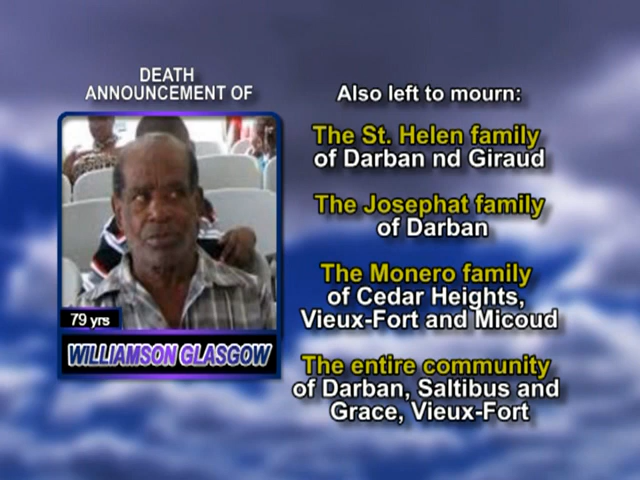 DEATH
ANNOUNCEMENT OF
79 yrs
WILLIAMSON GLASGOW
Also left to mourn:
The St. Helen family
of Darban nd Giraud
The Josephat family
of Darban
The Monero family
of Cedar Heights,
Vieux-Fort and Micoud
The entire community
of Darban, Saltibus and
Grace, Vieux-Fort